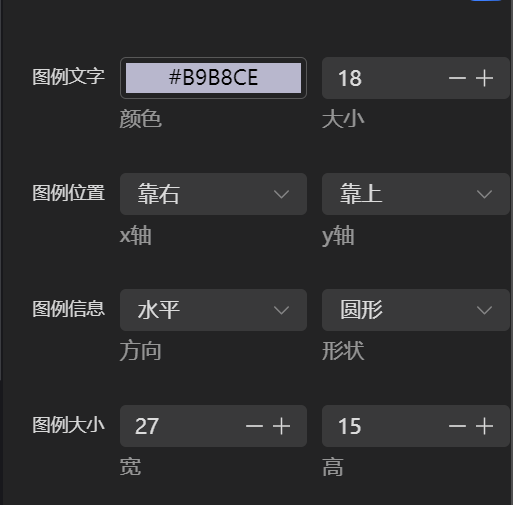 图例文字 #B9B8CE 18
颜色 大小
图例位置 靠右 靠上
x轴 y轴
图例信息 水平 圆形
方向 形状
图例大小 27 15
宽 高